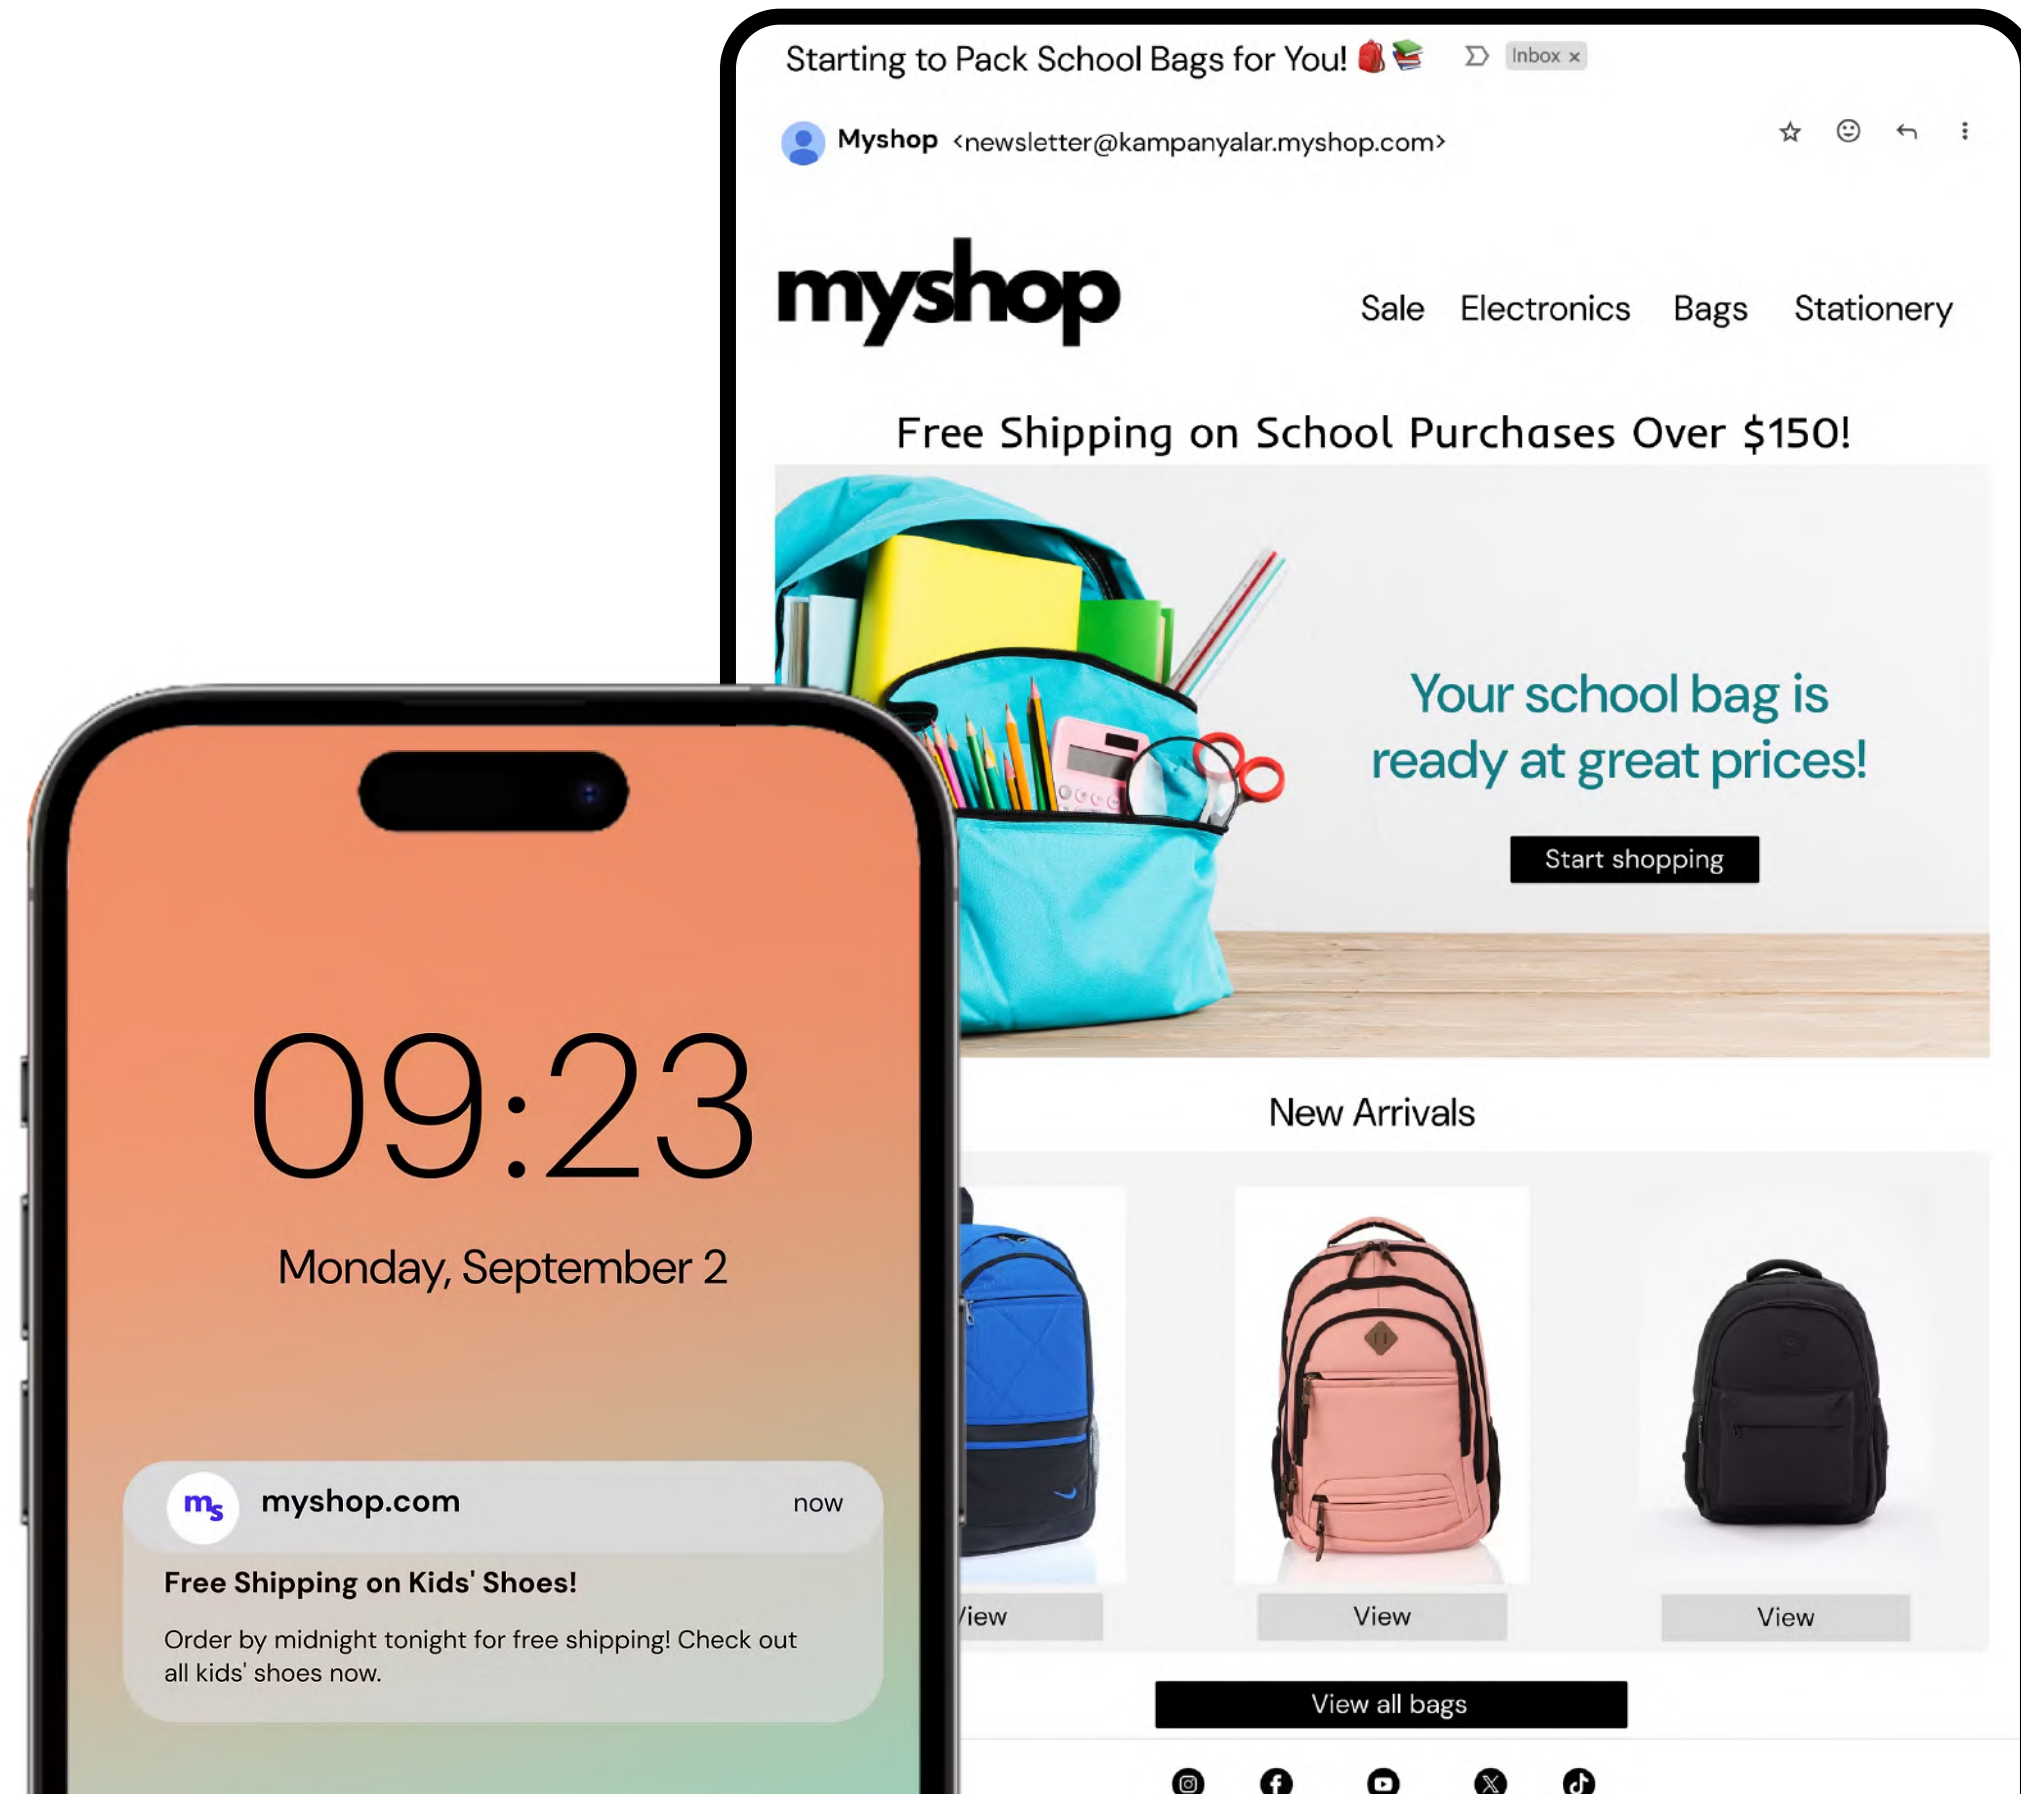 Starting to Pack School Bags for You!
Inbox x
Myshop <newsletter@kampanyalar.myshop.com>
myshop
Sale Electronics Bags Stationery
Free Shipping on School Purchases Over $150!
Your school bag is
ready at great prices!
Start shopping
New Arrivals
View View View
View all bags
09:23
Monday, September 2
ms myshop.com now
Free Shipping on Kids' Shoes!
Order by midnight tonight for free shipping! Check out
all kids' shoes now.